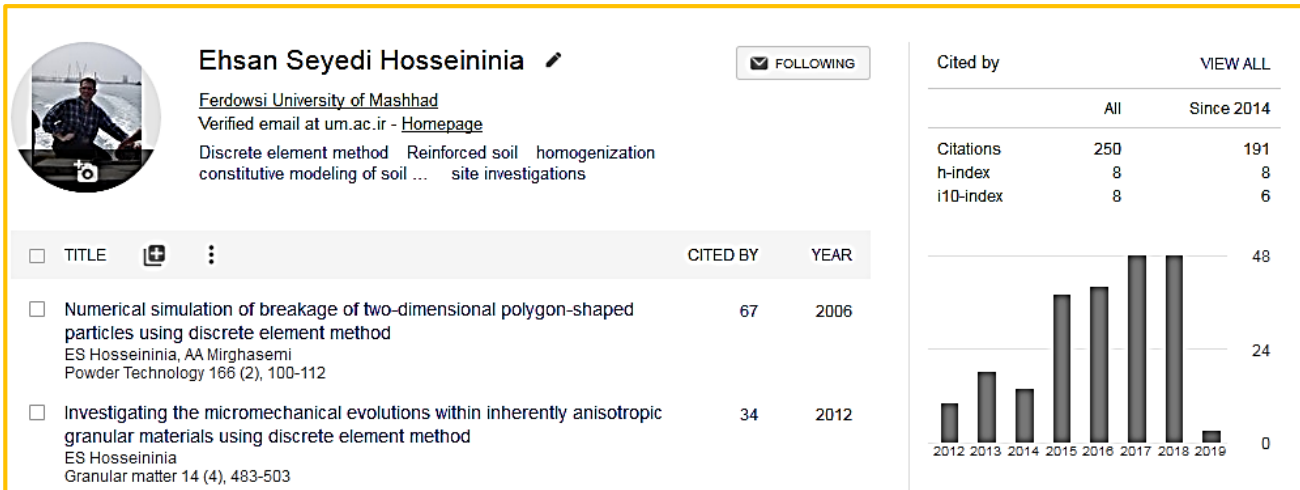 Ehsan Seyedi Hosseininia
FOLLOWING
Ferdowsi University of Mashhad
Verified email at um.ac.ir - Homepage
Discrete element method Reinforced soil homogenization
constitutive modeling of soil ... site investigations
TITLE CITED BY YEAR
Numerical simulation of breakage of two-dimensional polygon-shaped 67 2006
particles using discrete element method
ES Hosseininia, AA Mirghasemi
Powder Technology 166 (2), 100-112
Investigating the micromechanical evolutions within inherently anisotropic 34 2012
granular materials using discrete element method
ES Hosseininia
Granular matter 14 (4), 483-503
Cited by VIEW ALL
All Since 2014
Citations 250 191
h-index 8 8
i10-index 8 6
48
24
0
2012 2013 2014 2015 2016 2017 2018 2019